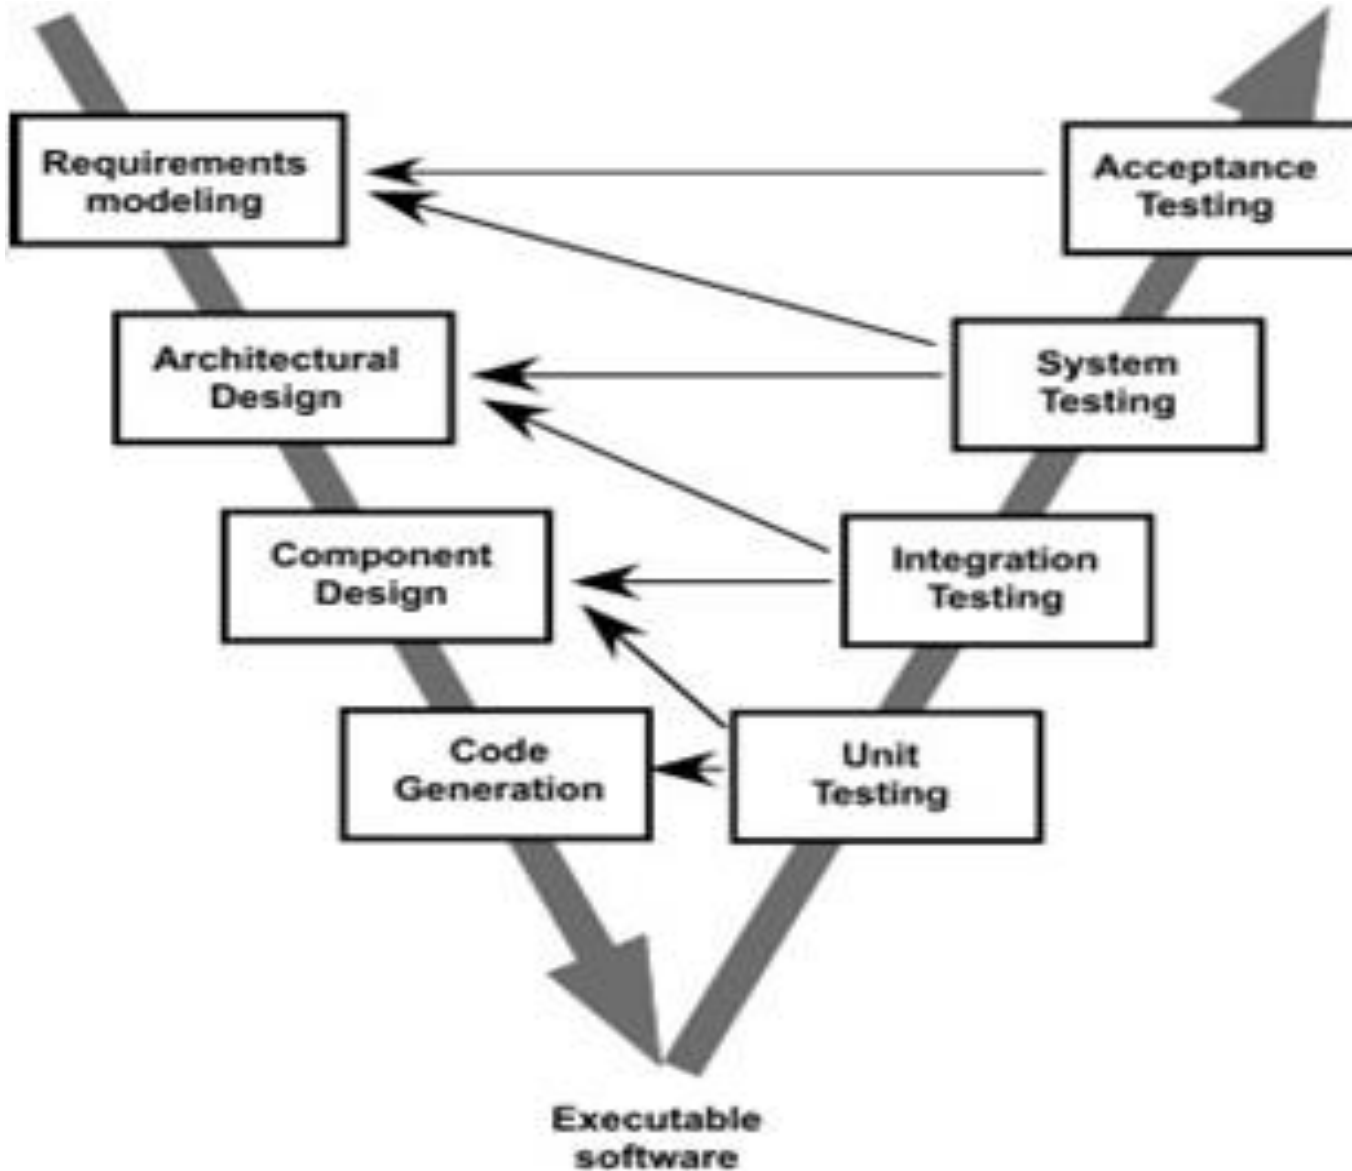 Requirements
modeling
Acceptance
Testing
Architectural
Design
System
Testing
Component
Design
Integration
Testing
Code
Generation
Unit
Testing
Executable
software